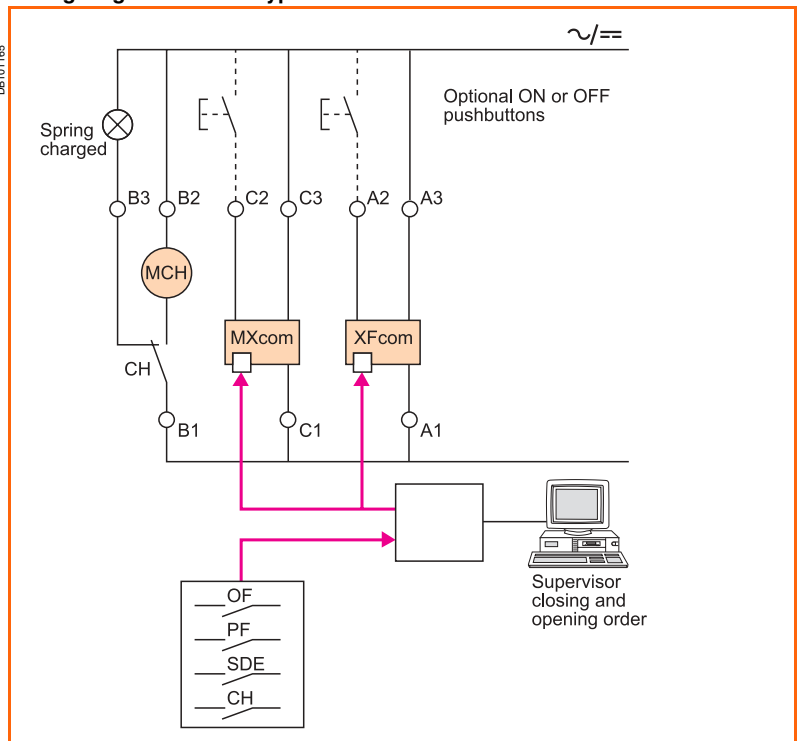 DB101165
Spring
charged
Optional ON or OFF
pushbuttons
B3 B2 C2 C3 A2 A3
MCH
MXcom XFcom
CH
B1 C1 A1
Supervisor
closing and
opening order
OF
PF
SDE
CH